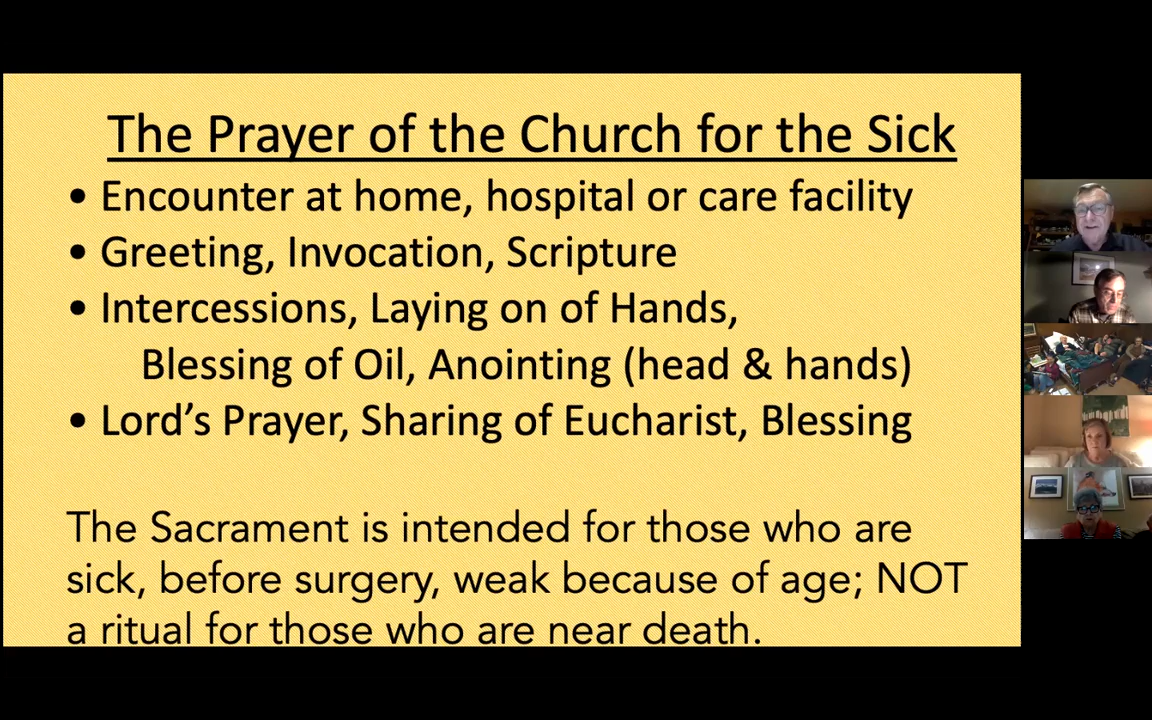 The Prayer of the Church for the Sick
• Encounter at home, hospital or care facility
• Greeting, Invocation, Scripture
• Intercessions, Laying on of Hands,
Blessing of Oil, Anointing (head & hands)
• Lord’s Prayer, Sharing of Eucharist, Blessing
The Sacrament is intended for those who are
sick, before surgery, weak because of age; NOT
a ritual for those who are near death.